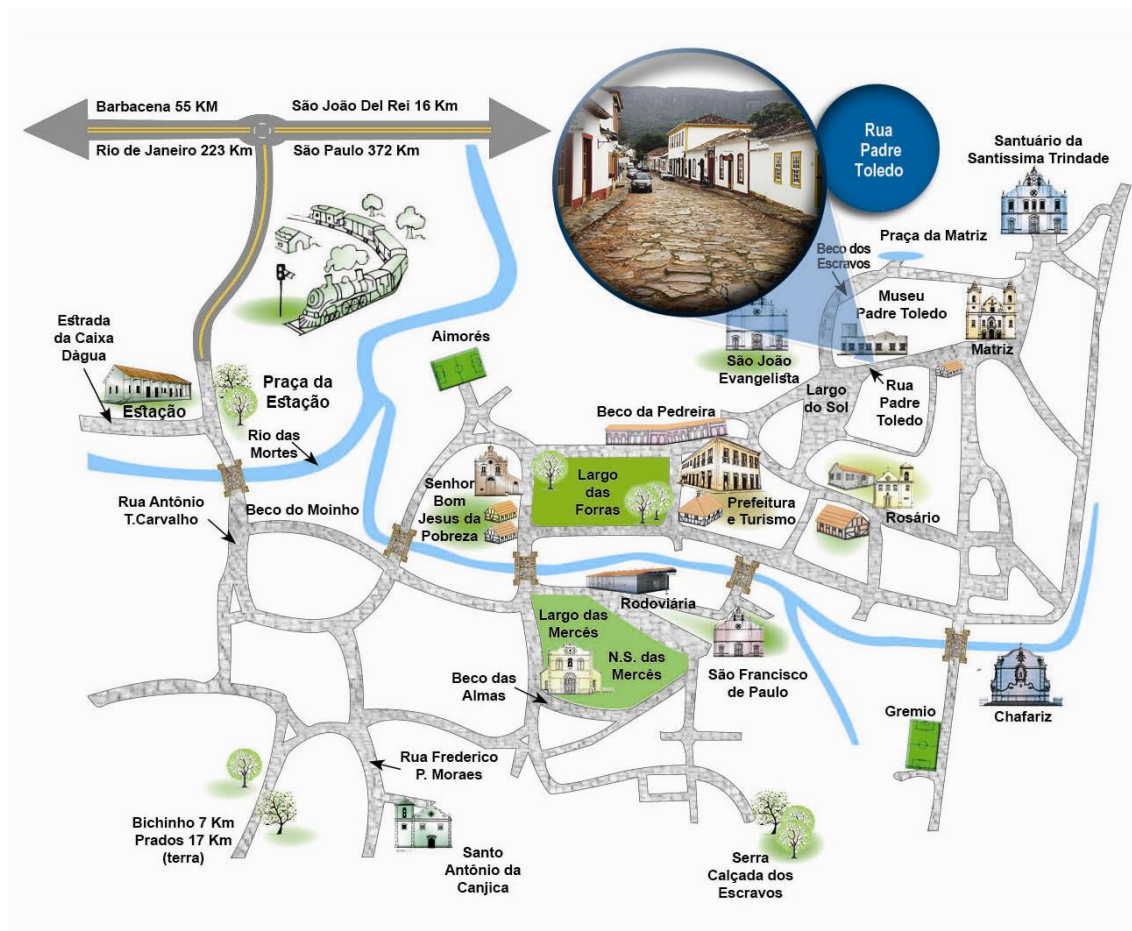 Barbacena 55 KM
São João Del Rei 16 Km
Rio de Janeiro 223 Km
São Paulo 372 Km
Rua
Padre
Toledo
Santuário da
Santissima Trindade
Praça da Matriz
Beco dos
Escravos
Museu
Padre Toledo
Matriz
São João
Evangelista
Largo
do Sol
Rua
Padre
Toledo
Estrada
da Caixa
Dàgua
Estação
Praça da
Estação
Aimorés
Beco da Pedreira
Rio das
Mortes
Rua Antônio
T.Carvalho
Beco do Moinho
Senhor
Bom
Jesus da
Pobreza
Largo
das
Forras
Prefeitura
e Turismo
Rosário
Rodoviária
Largo das
Mercês
N.S. das
Mercês
São Francisco
de Paulo
Beco das
Almas
Gremio
Chafariz
Rua Frederico
P. Moraes
Bichinho 7 Km
Prados 17 Km
(terra)
Santo
Antônio da
Canjica
Serra
Calçada dos
Escravos